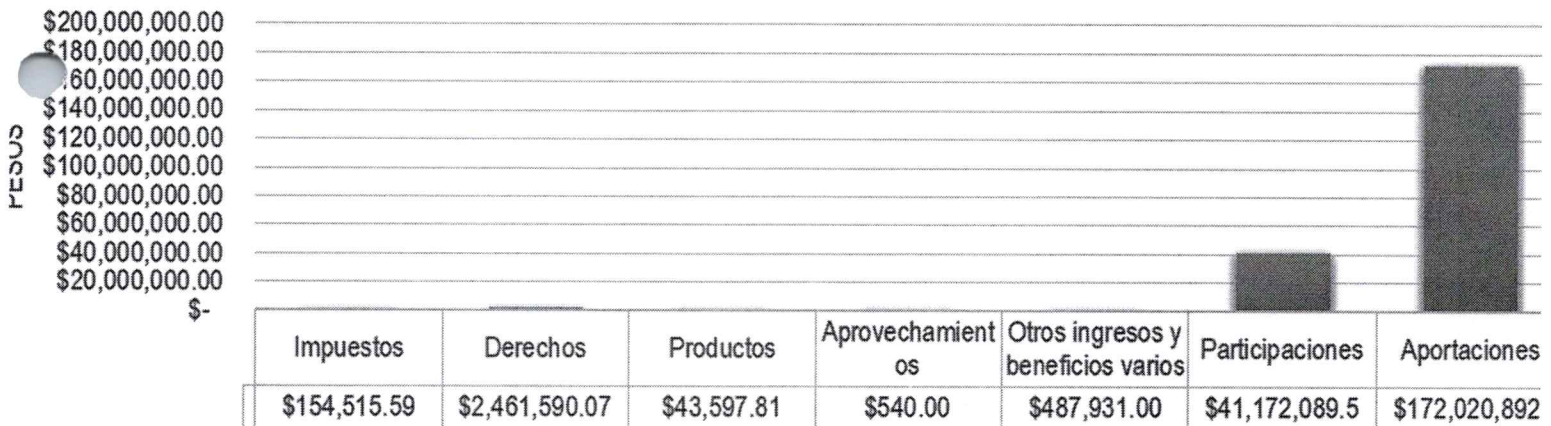 $200,000,000.00
$180,000,000.00
60,000,000.00
$140,000,000.00
$120,000,000.00
$100,000,000.00
$80,000,000.00
$60,000,000.00
$40,000,000.00
$20,000,000.00
$-
PESOS
Impuestos Derechos Productos Aprovechamient Otros ingresos y Participaciones Aportaciones
os beneficios varios
$154,515.59 $2,461,590.07 $43,597.81 $540.00 $487,931.00 $41,172,089.5 $172,020,892